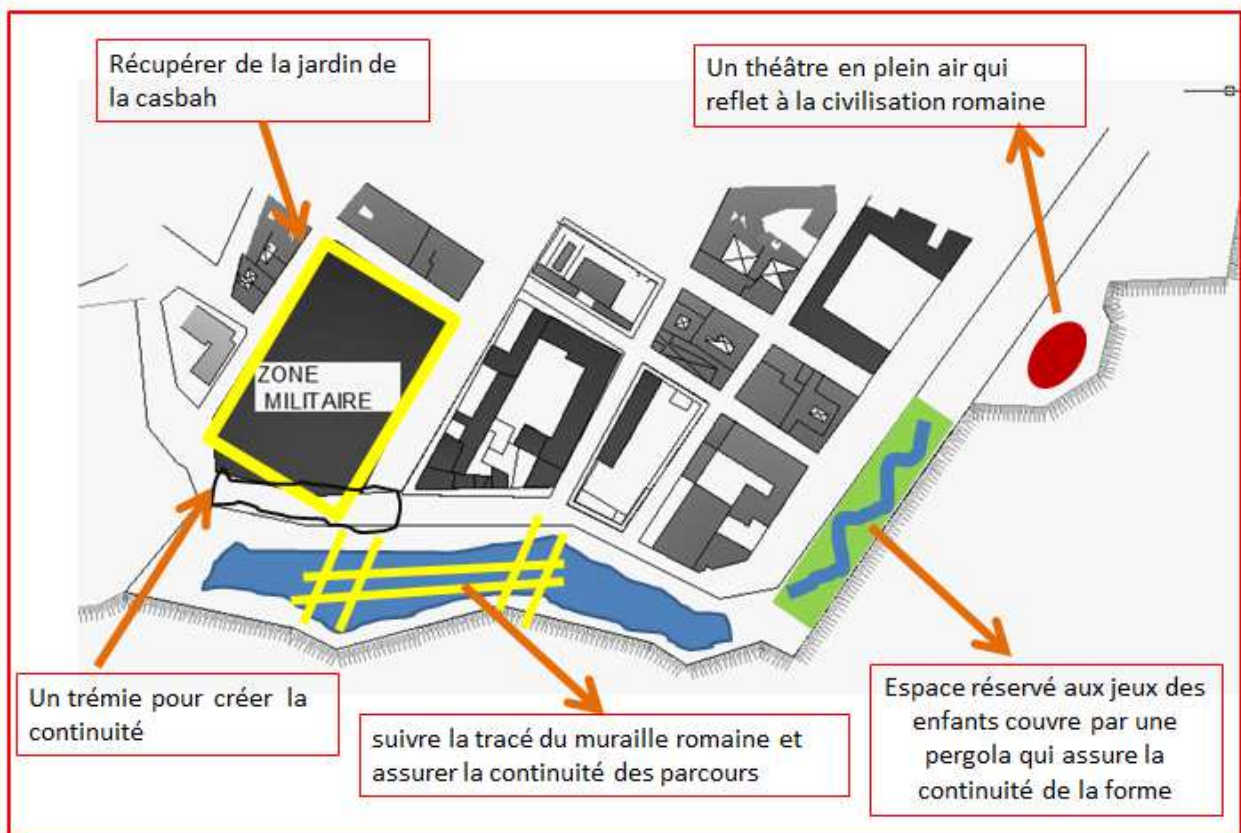 Récupérer de la jardin de
la casbah
Un théâtre en plein air qui
reflet à la civilisation romaine
ZONE
MILITAIRE
Un trémie pour créer la
continuité
suivre la tracé du muraille romaine et
assurer la continuité des parcours
Espace réservé aux jeux des
enfants couvre par une
pergola qui assure la
continuité de la forme